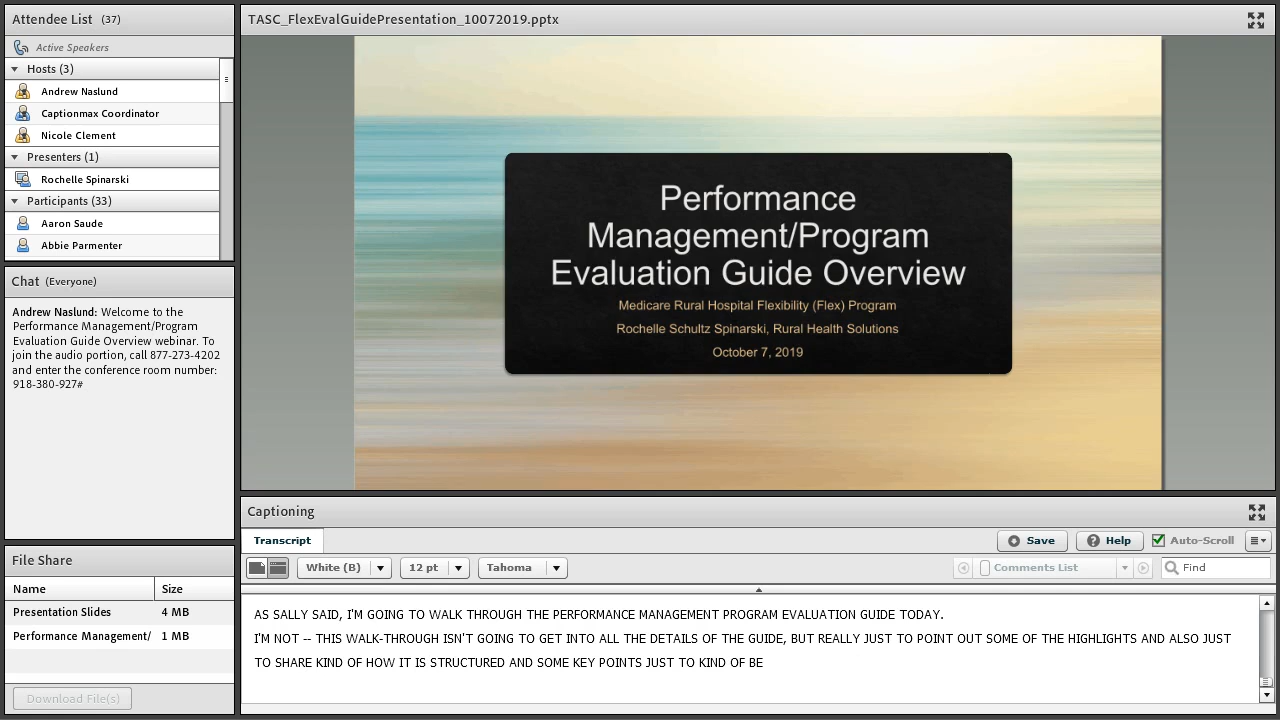 Attendee List (37)
Active Speakers
Hosts (3)
Andrew Naslund
Captionmax Coordinator
Nicole Clement
Presenters (1)
Rochelle Spinarski
Participants (33)
Aaron Saude
Abbie Parmenter
Chat (Everyone)
Andrew Naslund: Welcome to the
Performance Management/Program
Evaluation Guide Overview webinar. To
join the audio portion, call 877-273-4202
and enter the conference room number:
918-380-927#
File Share
Name Size
Presentation Slides 4 MB
Performance Management/ 1 MB
Download File(s)
TASC_FlexEvalGuidePresentation_10072019.pptx
Performance
Management/Program
Evaluation Guide Overview
Medicare Rural Hospital Flexibility (Flex) Program
Rochelle Schultz Spinarski, Rural Health Solutions
October 7, 2019
Captioning
Transcript Save Help Auto-Scroll
White (B) 12 pt Tahoma Comments List Find
AS SALLY SAID, I'M GOING TO WALK THROUGH THE PERFORMANCE MANAGEMENT PROGRAM EVALUATION GUIDE TODAY.
I'M NOT -- THIS WALK-THROUGH ISN'T GOING TO GET INTO ALL THE DETAILS OF THE GUIDE, BUT REALLY JUST TO POINT OUT SOME OF THE HIGHLIGHTS AND ALSO JUST
TO SHARE KIND OF HOW IT IS STRUCTURED AND SOME KEY POINTS JUST TO KIND OF BE